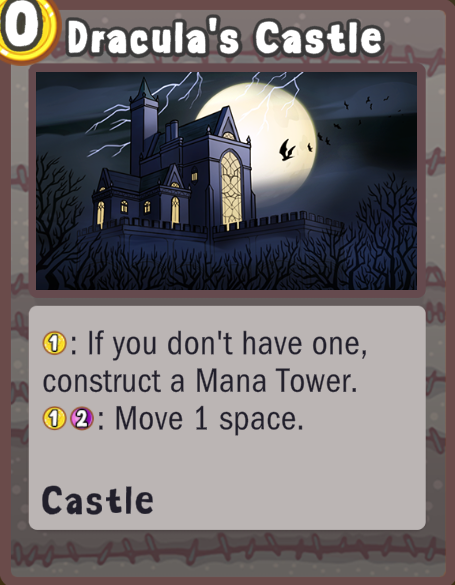 0 Dracula's Castle
1: If you don't have one,
construct a Mana Tower.
1 2: Move 1 space.
Castle